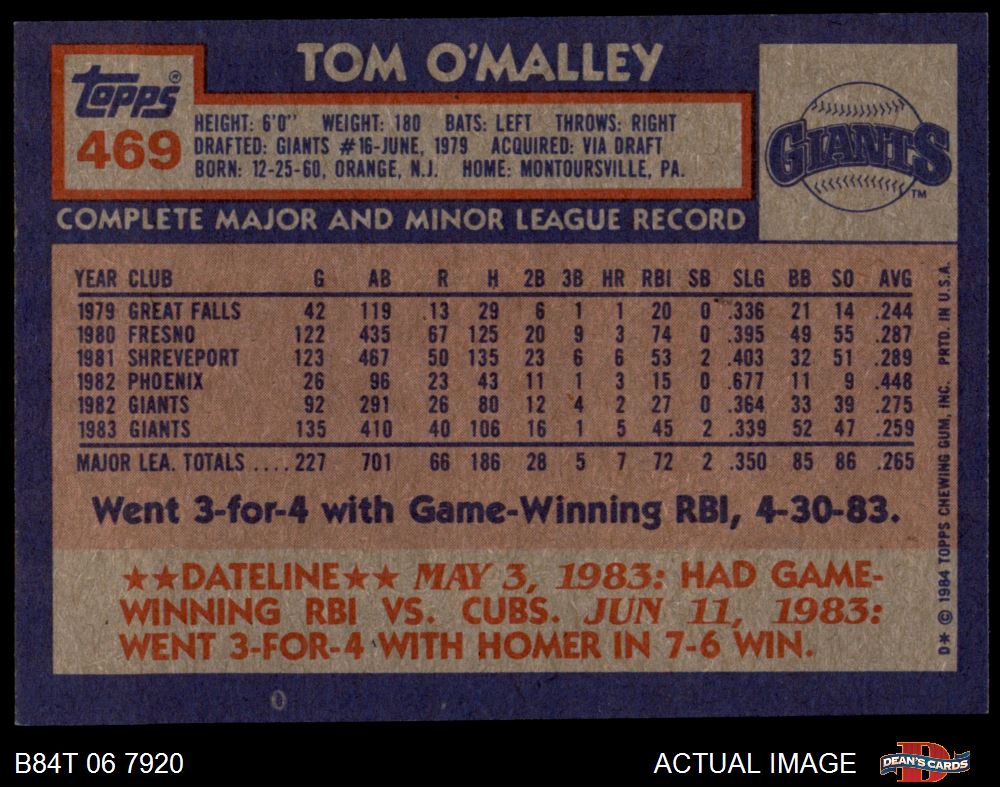 TOM O'MALLEY
Topps®
469
HEIGHT: 6'0" WEIGHT: 180 BATS: LEFT THROWS: RIGHT
DRAFTED: GIANTS #16-JUNE, 1979 ACQUIRED: VIA DRAFT
BORN: 12-25-60, ORANGE, N.J. HOME: MONTOURSVILLE, PA.
GIANTS
TM
COMPLETE MAJOR AND MINOR LEAGUE RECORD
YEAR CLUB G AB R H 2B 3B HR RBI SB SLG BB SO AVG
1979 GREAT FALLS 42 119 .13 29 6 1 1 20 0 .336 21 14 .244
1980 FRESNO 122 435 67 125 20 9 3 74 0 .395 49 55 .287
1981 SHREVEPORT 123 467 50 135 23 6 6 53 2 .403 32 51 .289
1982 PHOENIX 26 96 23 43 11 1 3 15 0 .677 11 9 .448
1982 GIANTS 92 291 26 80 12 4 2 27 0 .364 33 39 .275
1983 GIANTS 135 410 40 106 16 1 5 45 2 .339 52 47 .259
MAJOR LEA. TOTALS ....227 701 66 186 28 5 7 72 2 .350 85 86 .265
Went 3-for-4 with Game-Winning RBI, 4-30-83.
★★DATELINE★★ MAY 3, 1983: HAD GAME-
WINNING RBI VS. CUBS. JUN 11, 1983:
WENT 3-FOR-4 WITH HOMER IN 7-6 WIN.
D* © 1984 TOPPS CHEWING GUM, INC. PRTD. IN U.S.A.
B84T 06 7920
ACTUAL IMAGE
DEAN'S CARDS